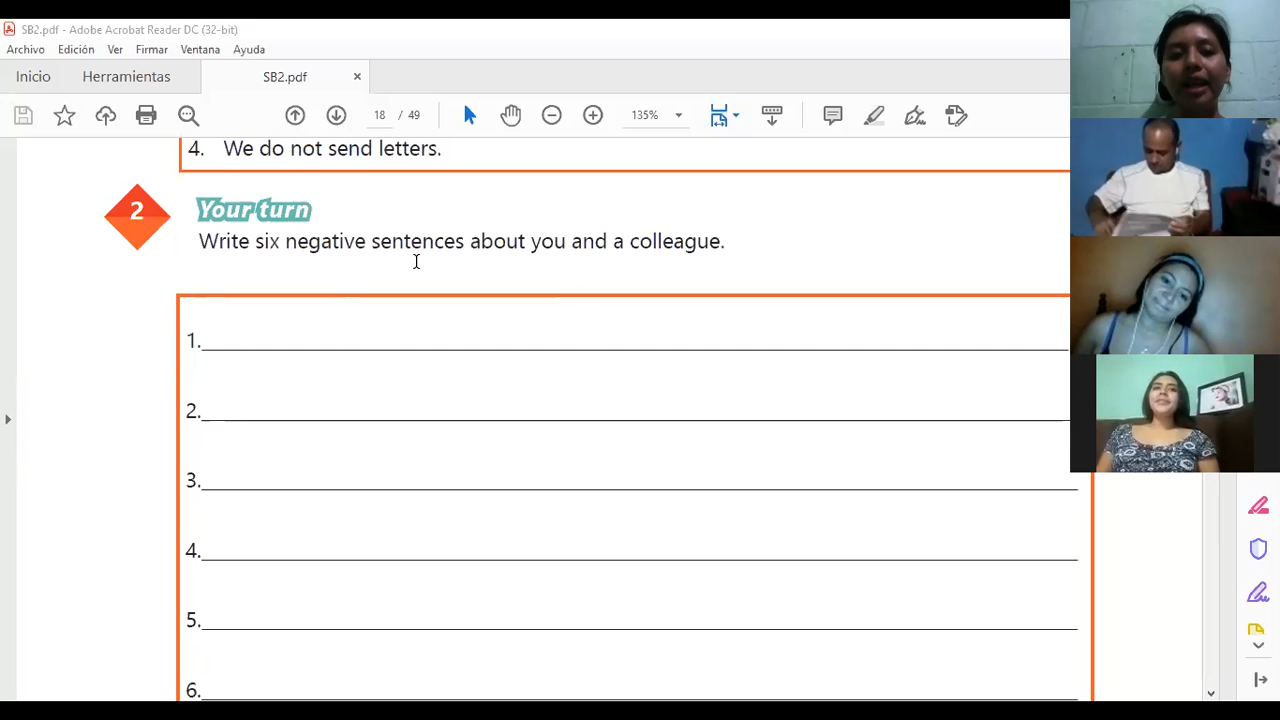 SB2.pdf - Adobe Acrobat Reader DC (32-bit)
Archivo Edición Ver Firmar Ventana Ayuda
Inicio Herramientas SB2.pdf ×
18 / 49 135%
4. We do not send letters.
2 Your turn
Write six negative sentences about you and a colleague.
1.
2.
3.
4.
5.
6.